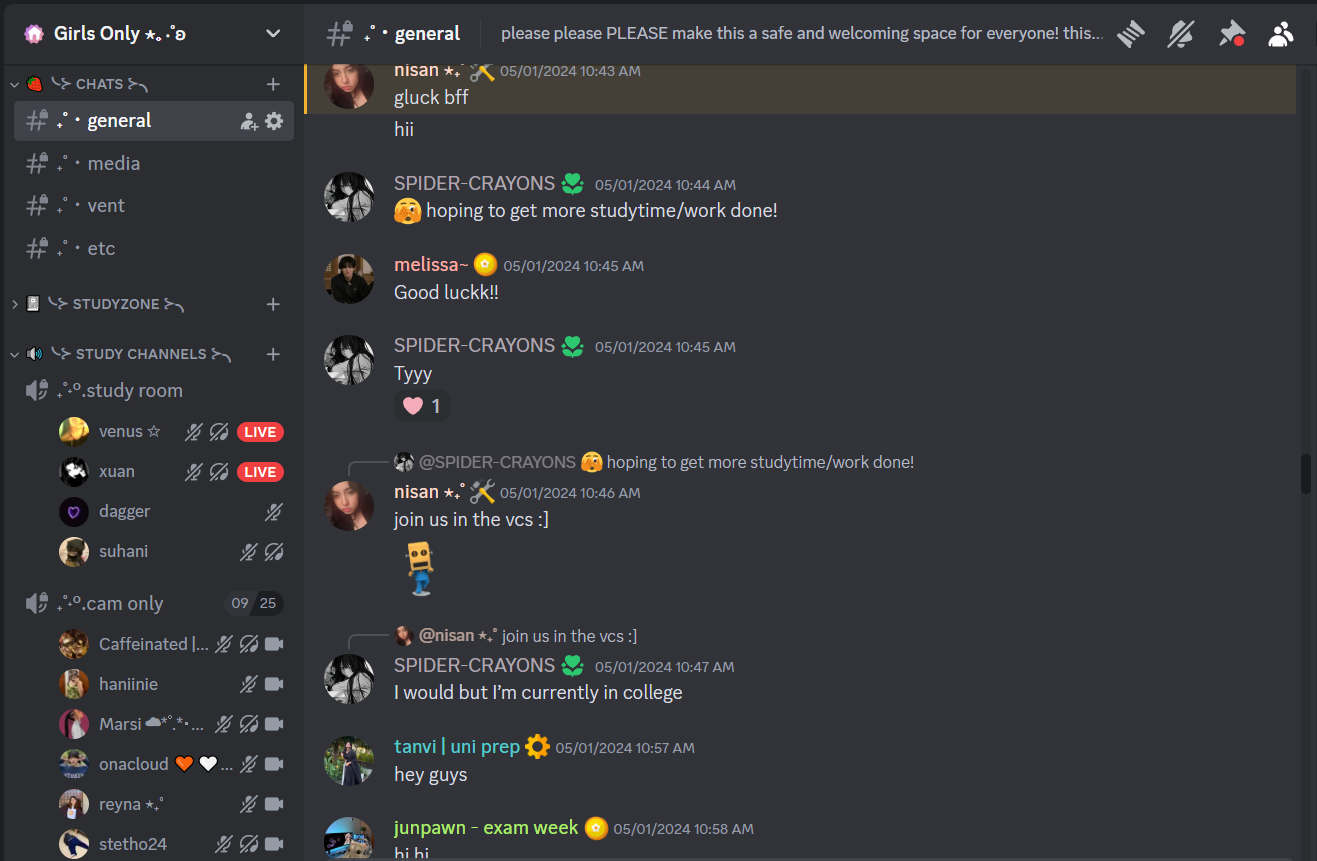 Girls Only ⋆₊‧˚ʚ
CHATS
₊˚・general
₊˚・media
₊˚・vent
₊˚・etc
STUDYZONE
STUDY CHANNELS
₊˚‧º.study room
venus ☆ LIVE
xuan LIVE
dagger
suhani
₊˚‧º.cam only 09 / 25
Caffeinated |...
haniinie
Marsi ☁*˚.*・...
onacloud 🧡 🤍 ...
reyna ⋆₊˚
stetho24
₊˚・general please please PLEASE make this a safe and welcoming space for everyone! this...
nisan ⋆₊˚ 05/01/2024 10:43 AM
gluck bff
hii
SPIDER-CRAYONS 05/01/2024 10:44 AM
🫣 hoping to get more studytime/work done!
melissa~ 05/01/2024 10:45 AM
Good luckk!!
SPIDER-CRAYONS 05/01/2024 10:45 AM
Tyyy
🩷 1
@SPIDER-CRAYONS 🫣 hoping to get more studytime/work done!
nisan ⋆₊˚ 05/01/2024 10:46 AM
join us in the vcs :]
@nisan ⋆₊˚ join us in the vcs :]
SPIDER-CRAYONS 05/01/2024 10:47 AM
I would but I’m currently in college
tanvi | uni prep 05/01/2024 10:57 AM
hey guys
junpawn - exam week 05/01/2024 10:58 AM
hi hi